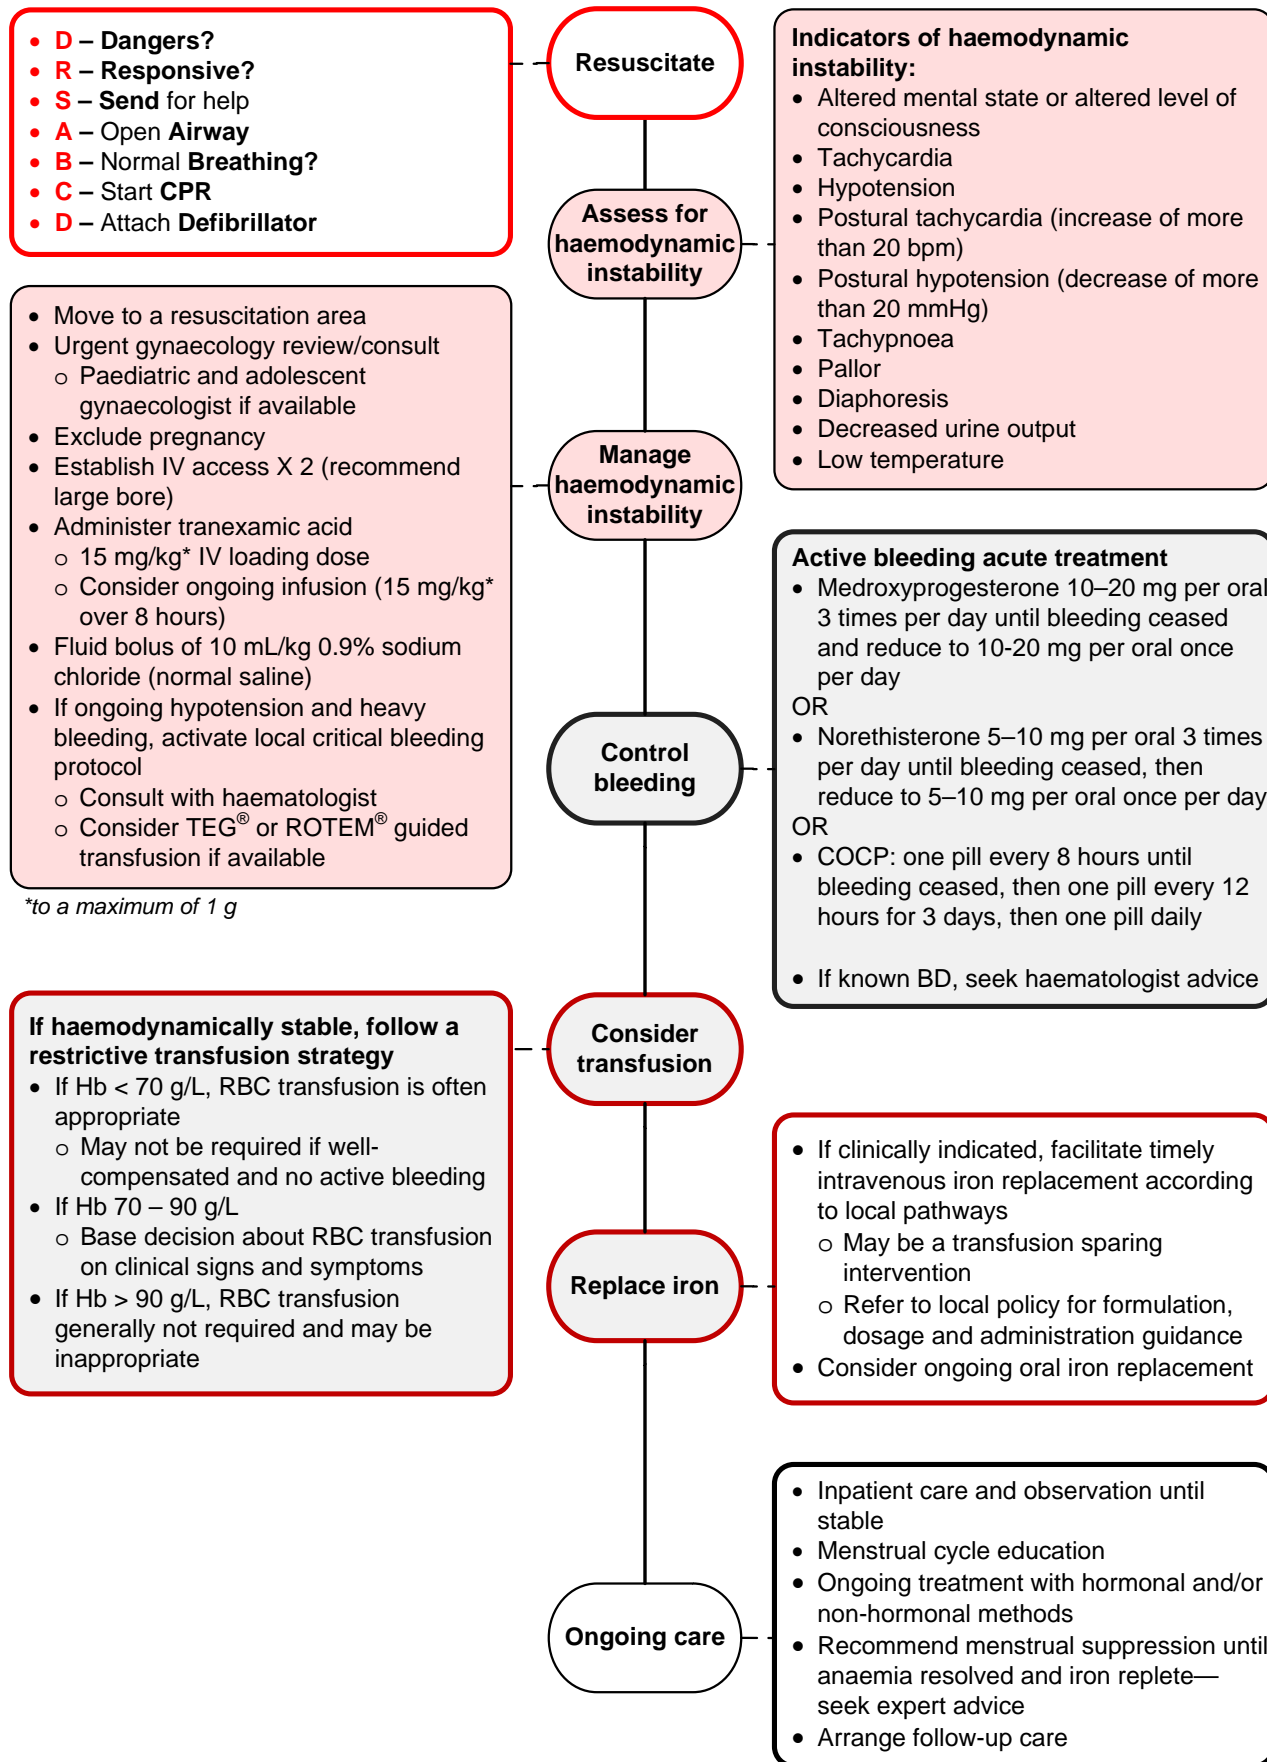 • D – Dangers?
• R – Responsive?
• S – Send for help
• A – Open Airway
• B – Normal Breathing?
• C – Start CPR
• D – Attach Defibrillator
Resuscitate
Indicators of haemodynamic
instability:
• Altered mental state or altered level of
consciousness
• Tachycardia
• Hypotension
• Postural tachycardia (increase of more
than 20 bpm)
• Postural hypotension (decrease of more
than 20 mmHg)
• Tachypnoea
• Pallor
• Diaphoresis
• Decreased urine output
• Low temperature
Assess for
haemodynamic
instability
• Move to a resuscitation area
• Urgent gynaecology review/consult
o Paediatric and adolescent
gynaecologist if available
• Exclude pregnancy
• Establish IV access X 2 (recommend
large bore)
• Administer tranexamic acid
o 15 mg/kg* IV loading dose
o Consider ongoing infusion (15 mg/kg*
over 8 hours)
• Fluid bolus of 10 mL/kg 0.9% sodium
chloride (normal saline)
• If ongoing hypotension and heavy
bleeding, activate local critical bleeding
protocol
o Consult with haematologist
o Consider TEG® or ROTEM® guided
transfusion if available
*to a maximum of 1 g
Manage
haemodynamic
instability
Active bleeding acute treatment
• Medroxyprogesterone 10–20 mg per oral
3 times per day until bleeding ceased
and reduce to 10-20 mg per oral once
per day
OR
• Norethisterone 5–10 mg per oral 3 times
per day until bleeding ceased, then
reduce to 5–10 mg per oral once per day
OR
• COCP: one pill every 8 hours until
bleeding ceased, then one pill every 12
hours for 3 days, then one pill daily
• If known BD, seek haematologist advice
Control
bleeding
If haemodynamically stable, follow a
restrictive transfusion strategy
• If Hb < 70 g/L, RBC transfusion is often
appropriate
o May not be required if well-
compensated and no active bleeding
• If Hb 70 – 90 g/L
o Base decision about RBC transfusion
on clinical signs and symptoms
• If Hb > 90 g/L, RBC transfusion
generally not required and may be
inappropriate
Consider
transfusion
• If clinically indicated, facilitate timely
intravenous iron replacement according
to local pathways
o May be a transfusion sparing
intervention
o Refer to local policy for formulation,
dosage and administration guidance
• Consider ongoing oral iron replacement
Replace iron
• Inpatient care and observation until
stable
• Menstrual cycle education
• Ongoing treatment with hormonal and/or
non-hormonal methods
• Recommend menstrual suppression until
anaemia resolved and iron replete—
seek expert advice
• Arrange follow-up care
Ongoing care